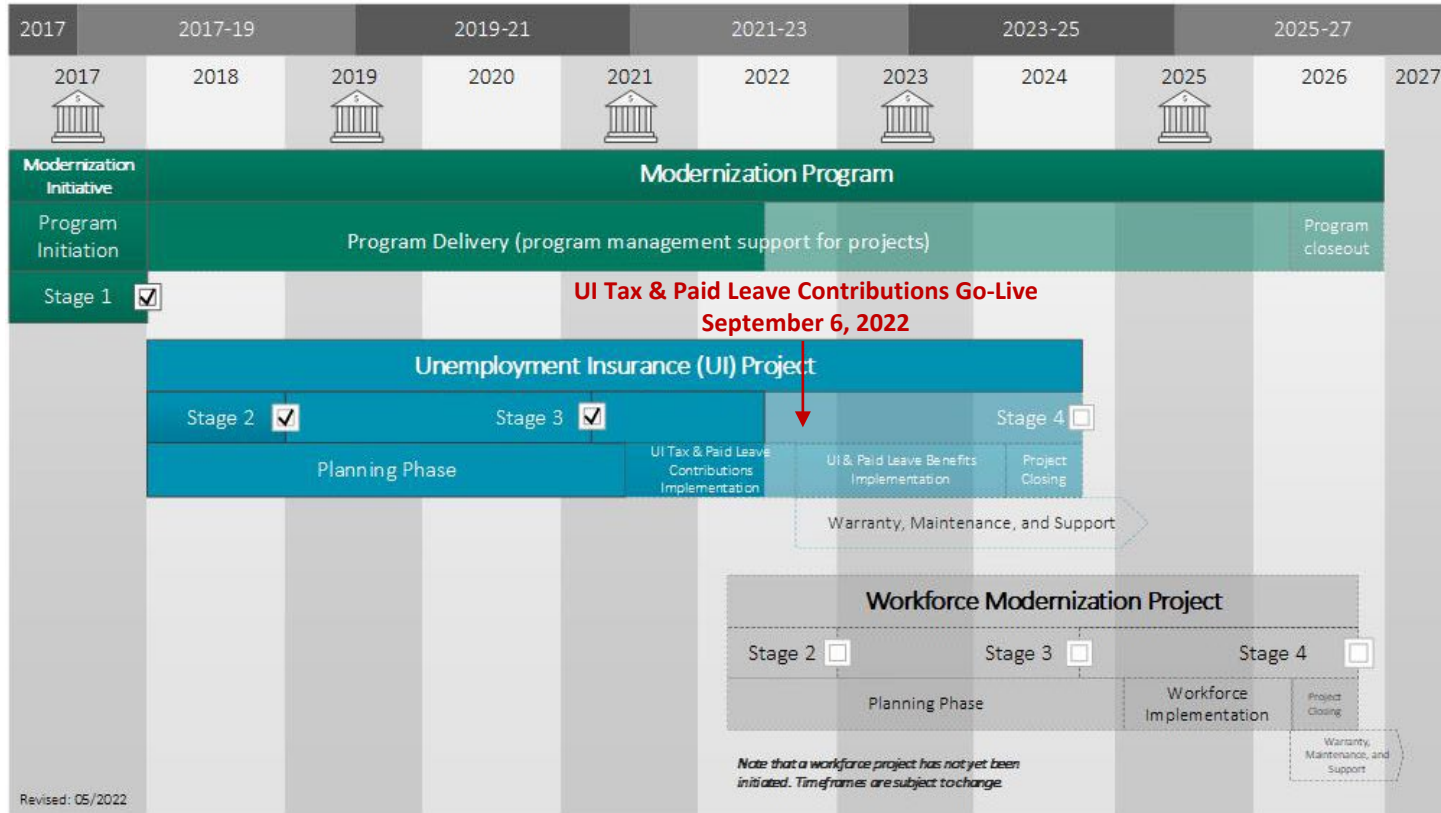 2017 2017-19 2019-21 2021-23 2023-25 2025-27
2017 2018 2019 2020 2021 2022 2023 2024 2025 2026 2027
$ $ $ $ $
Modernization
Initiative
Modernization Program
Program
Initiation
Program Delivery (program management support for projects)
Program
closeout
Stage 1
UI Tax & Paid Leave Contributions Go-Live
September 6, 2022
Unemployment Insurance (UI) Project
Stage 2 Stage 3 Stage 4
Planning Phase
UI Tax & Paid Leave
Contributions
Implementation
UI & Paid Leave Benefits
Implementation
Project
Closing
Warranty, Maintenance, and Support
Workforce Modernization Project
Stage 2 Stage 3 Stage 4
Planning Phase
Workforce
Implementation
Project
Closing
Warranty,
Maintenance, and
Support
Note that a workforce project has not yet been
initiated. Timeframes are subject to change.
Revised: 05/2022